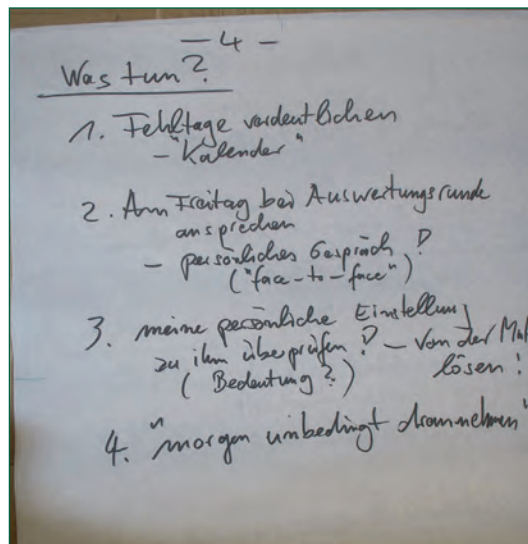 — 4 —
Was tun?
1. Fehltage verdeutlichen
- "Kalender"
2. Am Freitag bei Auswertungsrunde
ansprechen
- persönliches Gespräch!
("face-to-face")
3. meine persönliche Einstellung
zu ihm überprüfen! - Von der
(Bedeutung?) lösen!
4. "morgen unbedingt drannehmen"